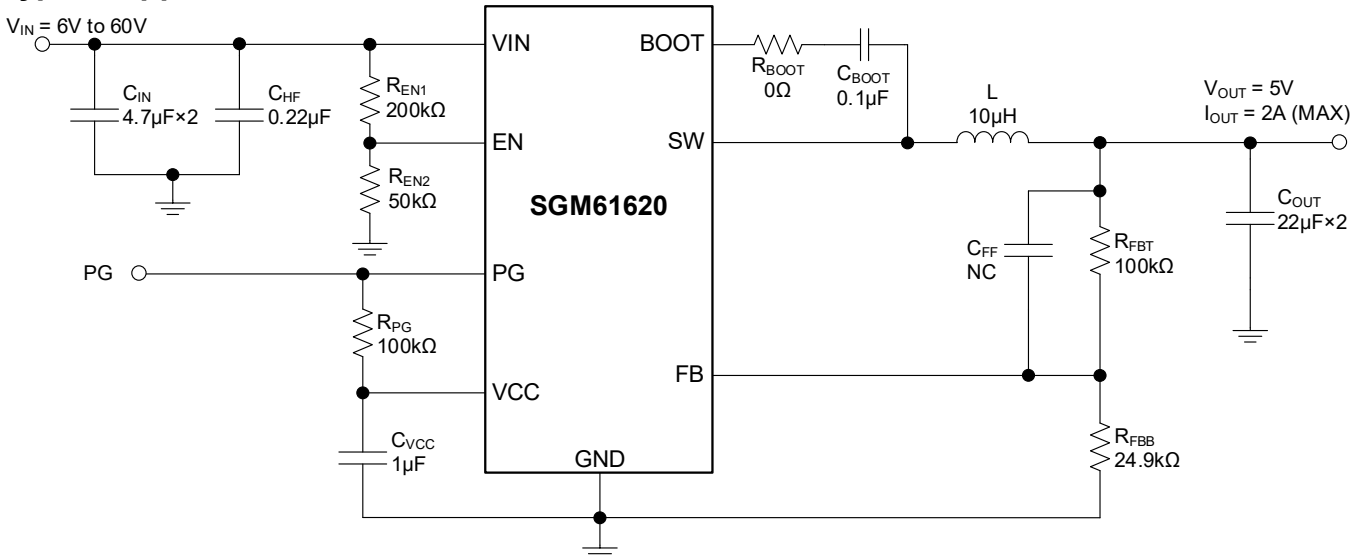 V_IN = 6V to 60V
C_IN
4.7μF×2
C_HF
0.22μF
R_EN1
200kΩ
R_EN2
50kΩ
PG
R_PG
100kΩ
C_VCC
1μF
VIN
EN
PG
VCC
SGM61620
BOOT
SW
FB
GND
R_BOOT
0Ω
C_BOOT
0.1μF
L
10μH
V_OUT = 5V
I_OUT = 2A (MAX)
C_OUT
22μF×2
C_FF
NC
R_FBT
100kΩ
R_FBB
24.9kΩ